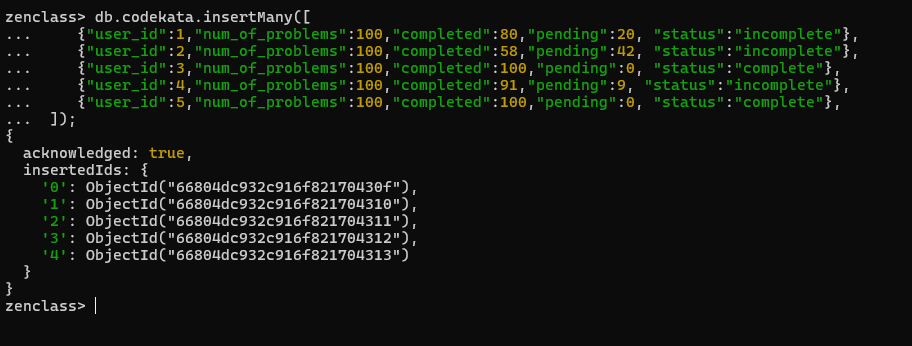 zenclass> db.codekata.insertMany([
...     {"user_id":1,"num_of_problems":100,"completed":80,"pending":20, "status":"incomplete"},
...     {"user_id":2,"num_of_problems":100,"completed":58,"pending":42, "status":"incomplete"},
...     {"user_id":3,"num_of_problems":100,"completed":100,"pending":0, "status":"complete"},
...     {"user_id":4,"num_of_problems":100,"completed":91,"pending":9, "status":"incomplete"},
...     {"user_id":5,"num_of_problems":100,"completed":100,"pending":0, "status":"complete"},
...  ]);
{
  acknowledged: true,
  insertedIds: {
    '0': ObjectId("66804dc932c916f82170430f"),
    '1': ObjectId("66804dc932c916f821704310"),
    '2': ObjectId("66804dc932c916f821704311"),
    '3': ObjectId("66804dc932c916f821704312"),
    '4': ObjectId("66804dc932c916f821704313")
  }
}
zenclass>